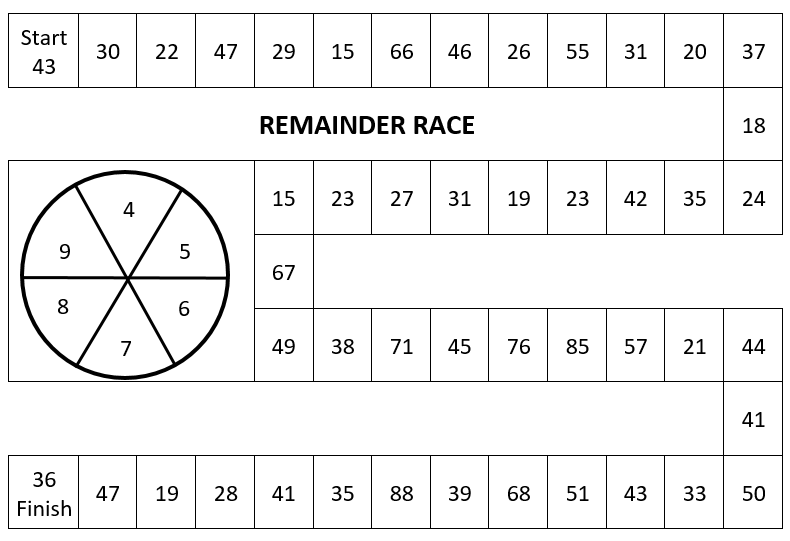 Start 43 30 22 47 29 15 66 46 26 55 31 20 37
REMAINDER RACE 18
15 23 27 31 19 23 42 35 24
4
9 5
67
8 6
7
49 38 71 45 76 85 57 21 44
41
36 Finish 47 19 28 41 35 88 39 68 51 43 33 50